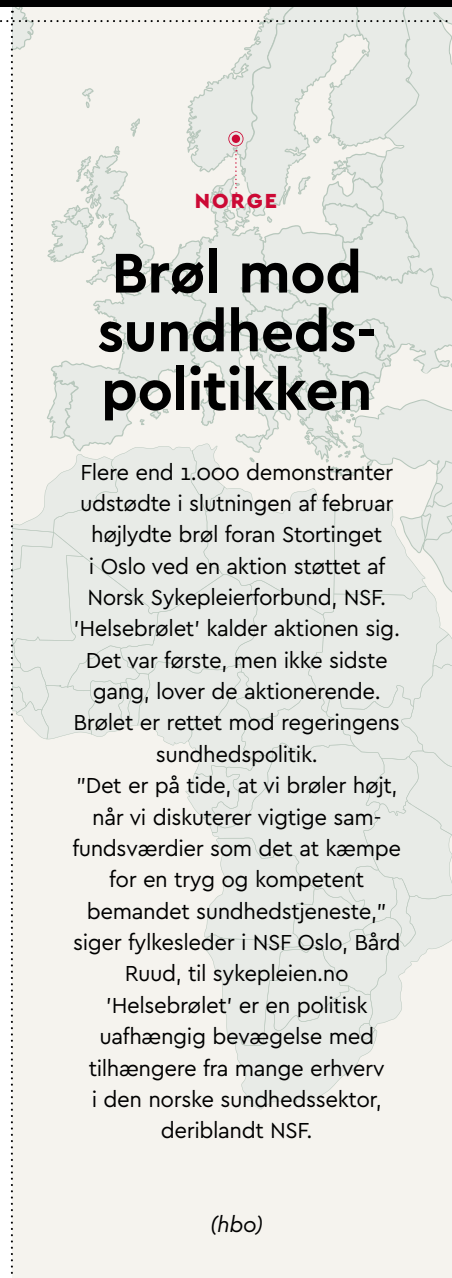 NORGE
Brøl mod
sundheds-
politikken
Flere end 1.000 demonstranter
udstødte i slutningen af februar
højlydte brøl foran Stortinget
i Oslo ved en aktion støttet af
Norsk Sykepleierforbund, NSF.
'Helsebrølet' kalder aktionen sig.
Det var første, men ikke sidste
gang, lover de aktionerende.
Brølet er rettet mod regeringens
sundhedspolitik.
”Det er på tide, at vi brøler højt,
når vi diskuterer vigtige sam-
fundsværdier som det at kæmpe
for en tryg og kompetent
bemandet sundhedstjeneste,”
siger fylkesleder i NSF Oslo, Bård
Ruud, til sykepleien.no
'Helsebrølet' er en politisk
uafhængig bevægelse med
tilhængere fra mange erhverv
i den norske sundhedssektor,
deriblandt NSF.
(hbo)